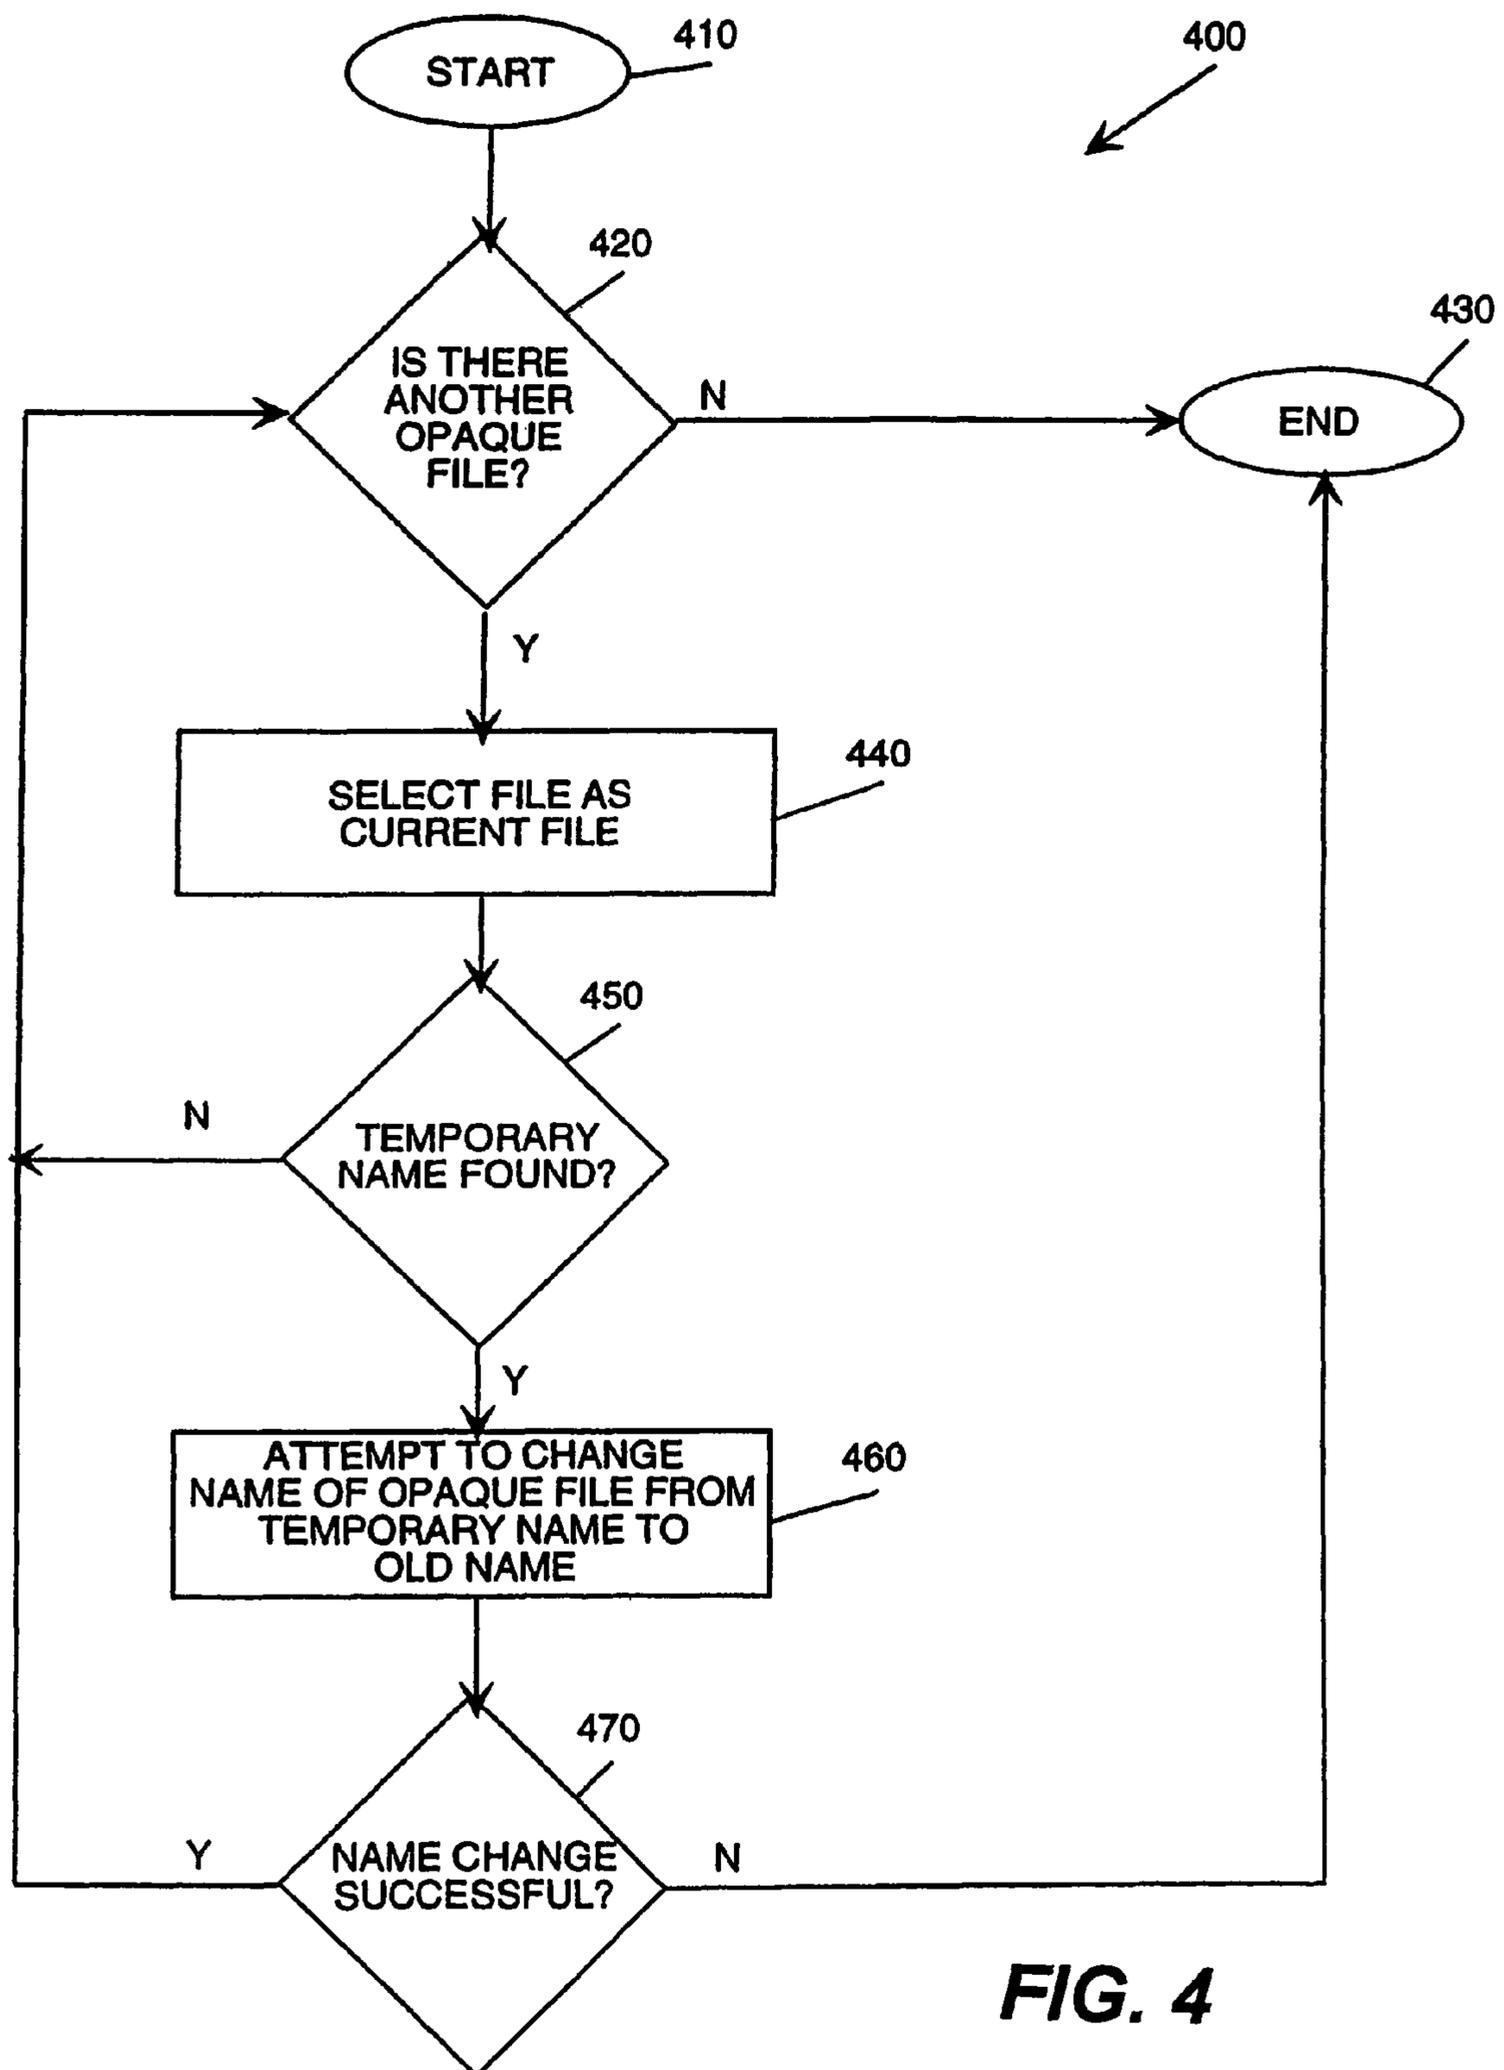 410
400
START
420
430
IS THERE
ANOTHER
OPAQUE
FILE?
N
END
Y
440
SELECT FILE AS
CURRENT FILE
450
N
TEMPORARY
NAME FOUND?
Y
460
ATTEMPT TO CHANGE
NAME OF OPAQUE FILE FROM
TEMPORARY NAME TO
OLD NAME
470
Y
NAME CHANGE
SUCCESSFUL?
N
FIG. 4